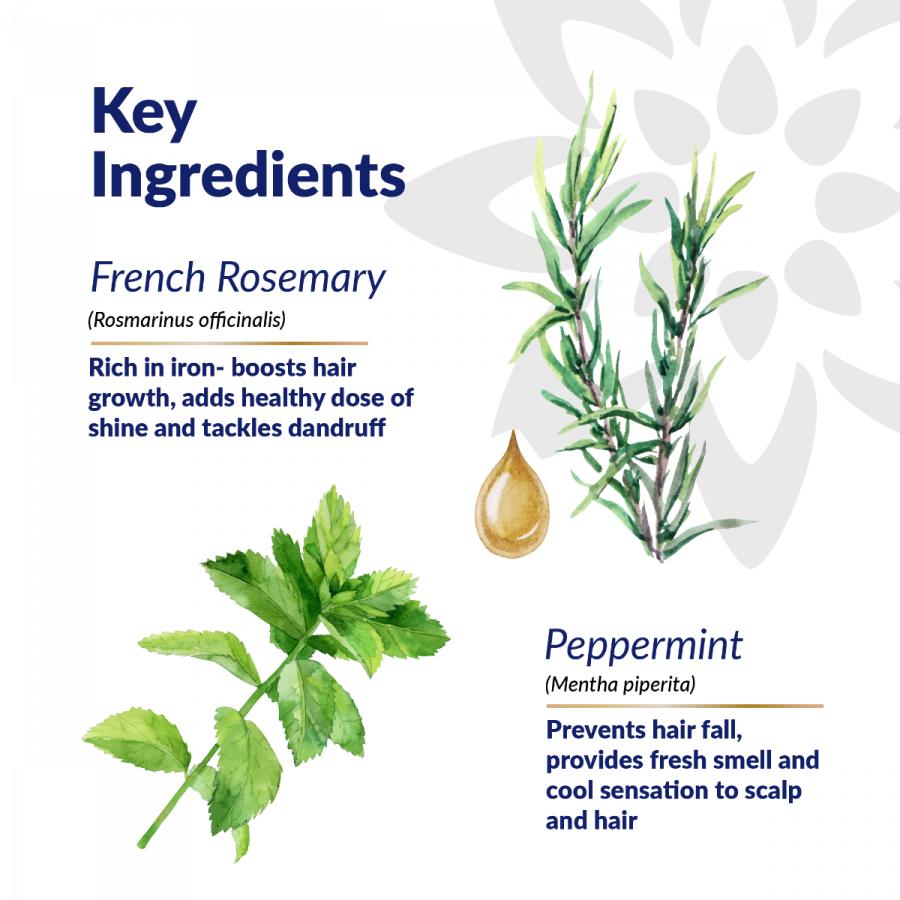 Key
Ingredients
French Rosemary
(Rosmarinus officinalis)
Rich in iron- boosts hair
growth, adds healthy dose of
shine and tackles dandruff
Peppermint
(Mentha piperita)
Prevents hair fall,
provides fresh smell and
cool sensation to scalp
and hair